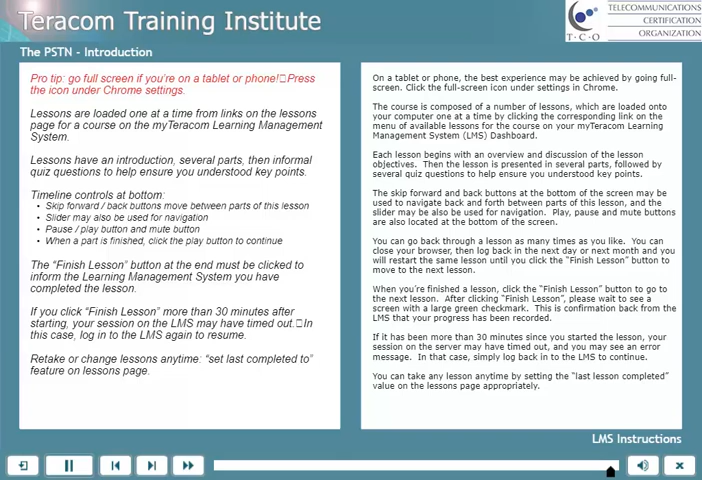 Teracom Training Institute
TELECOMMUNICATIONS
CERTIFICATION
ORGANIZATION
T·C·O
The PSTN - Introduction
Pro tip: go full screen if you're on a tablet or phone! Press
the icon under Chrome settings.
Lessons are loaded one at a time from links on the lessons
page for a course on the myTeracom Learning Management
System.
Lessons have an introduction, several parts, then informal
quiz questions to help ensure you understood key points.
Timeline controls at bottom:
• Skip forward / back buttons move between parts of this lesson
• Slider may also be used for navigation
• Pause / play button and mute button
• When a part is finished, click the play button to continue
The “Finish Lesson” button at the end must be clicked to
inform the Learning Management System you have
completed the lesson.
If you click “Finish Lesson” more than 30 minutes after
starting, your session on the LMS may have timed out. In
this case, log in to the LMS again to resume.
Retake or change lessons anytime: “set last completed to”
feature on lessons page.
On a tablet or phone, the best experience may be achieved by going full-
screen. Click the full-screen icon under settings in Chrome.
The course is composed of a number of lessons, which are loaded onto
your computer one at a time by clicking the corresponding link on the
menu of available lessons for the course on your myTeracom Learning
Management System (LMS) Dashboard.
Each lesson begins with an overview and discussion of the lesson
objectives. Then the lesson is presented in several parts, followed by
several quiz questions to help ensure you understood key points.
The skip forward and back buttons at the bottom of the screen may be
used to navigate back and forth between parts of this lesson, and the
slider may be also be used for navigation. Play, pause and mute buttons
are also located at the bottom of the screen.
You can go back through a lesson as many times as you like. You can
close your browser, then log back in the next day or next month and you
will restart the same lesson until you click the “Finish Lesson” button to
move to the next lesson.
When you're finished a lesson, click the “Finish Lesson” button to go to
the next lesson. After clicking “Finish Lesson”, please wait to see a
screen with a large green checkmark. This is confirmation back from the
LMS that your progress has been recorded.
If it has been more than 30 minutes since you started the lesson, your
session on the server may have timed out, and you may see an error
message. In that case, simply log back in to the LMS to continue.
You can take any lesson anytime by setting the “last lesson completed”
value on the lessons page appropriately.
LMS Instructions